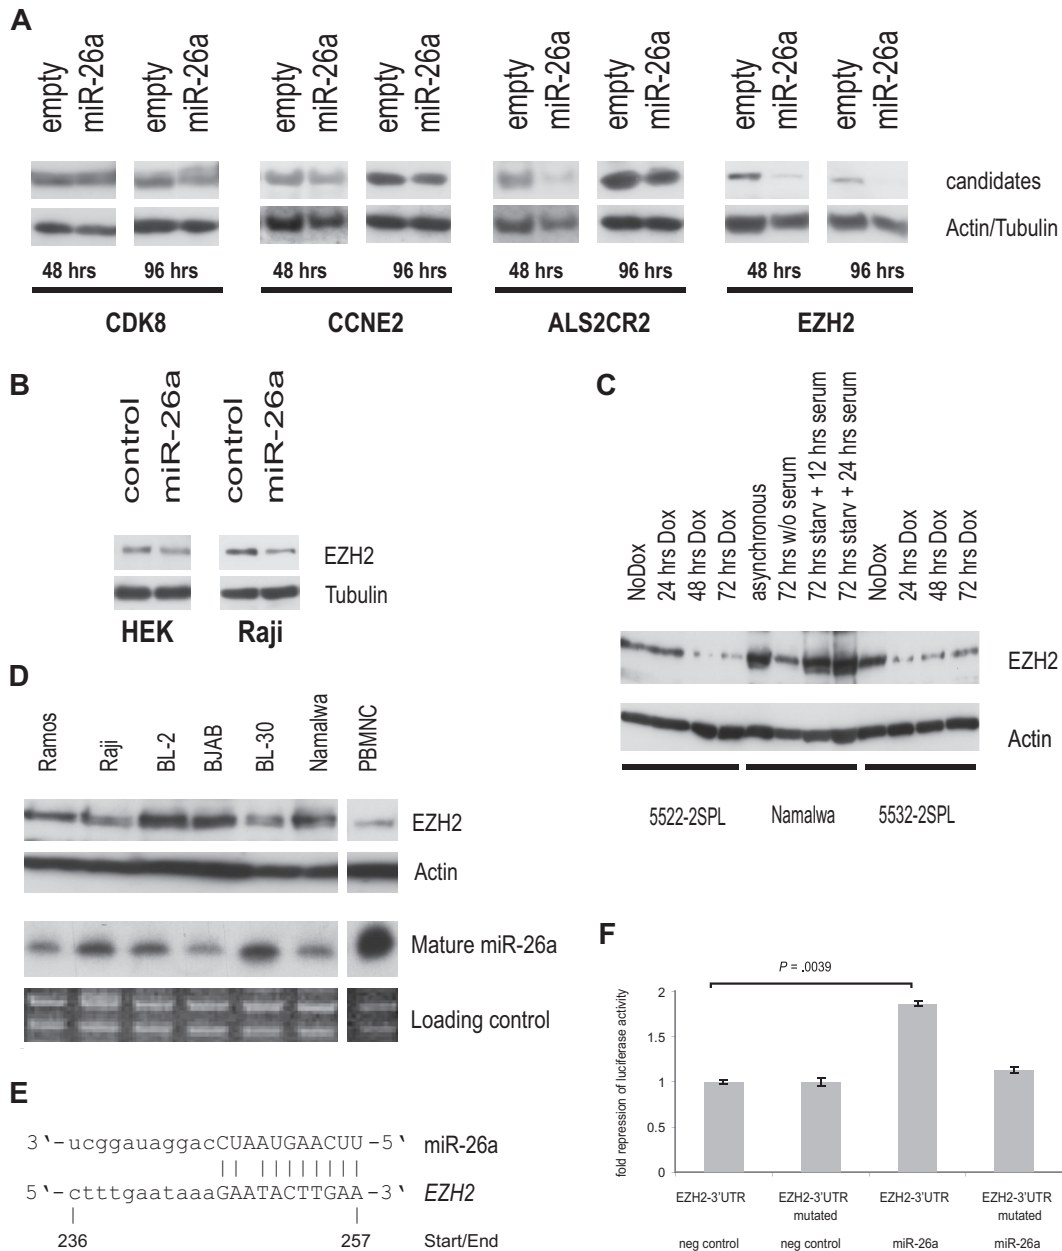 A
empty miR-26a empty miR-26a empty miR-26a empty miR-26a empty miR-26a empty miR-26a empty miR-26a empty miR-26a
candidates
Actin/Tubulin
48 hrs 96 hrs 48 hrs 96 hrs 48 hrs 96 hrs 48 hrs 96 hrs
CDK8 CCNE2 ALS2CR2 EZH2
B
control miR-26a control miR-26a
EZH2
Tubulin
HEK Raji
C
NoDox 24 hrs Dox 48 hrs Dox 72 hrs Dox asynchronous 72 hrs w/o serum 72 hrs starv + 12 hrs serum 72 hrs starv + 24 hrs serum NoDox 24 hrs Dox 48 hrs Dox 72 hrs Dox
EZH2
Actin
5522-2SPL Namalwa 5532-2SPL
D
Ramos Raji BL-2 BJAB BL-30 Namalwa PBMNC
EZH2
Actin
Mature miR-26a
Loading control
E
3‘-ucggauaggacCUAAUGAACUU-5‘ miR-26a
5‘-ctttgaataaaGAATACTTGAA-3‘ EZH2
236 257 Start/End
F
P = .0039
fold repression of luciferase activity
2
1.5
1
0.5
0
EZH2-3'UTR EZH2-3'UTR mutated EZH2-3'UTR EZH2-3'UTR mutated
neg control neg control miR-26a miR-26a